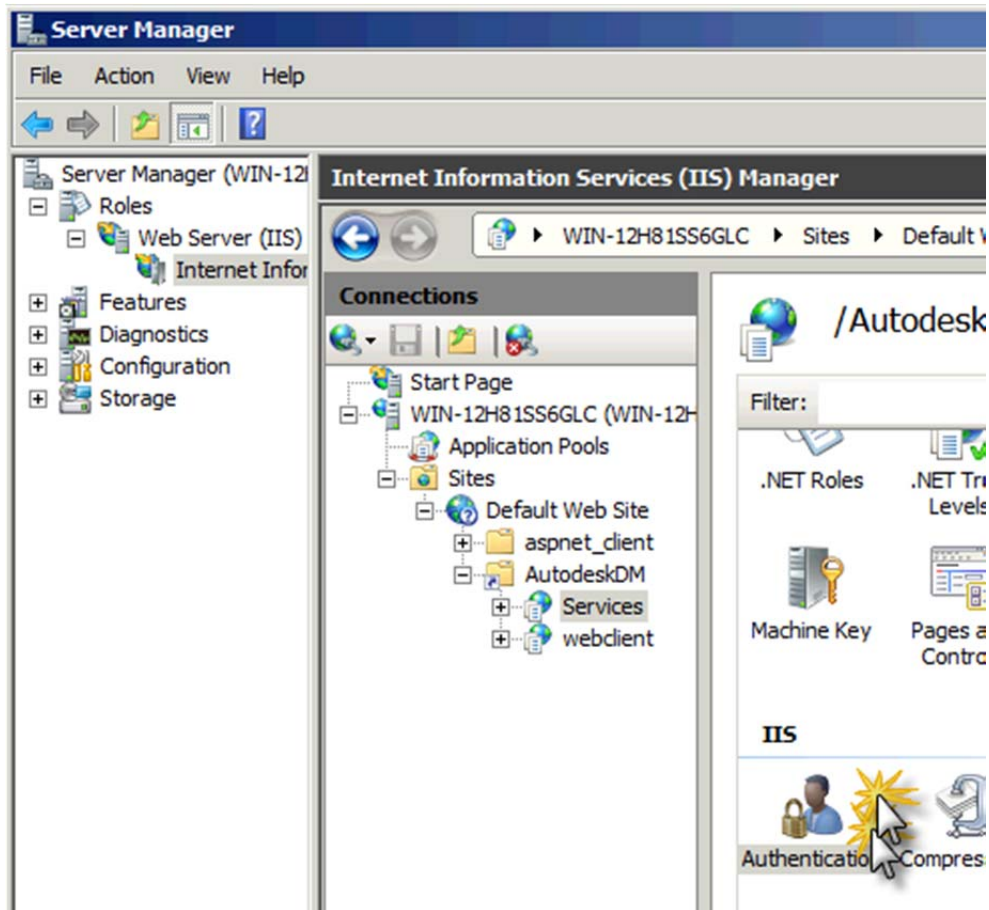 Server Manager
File Action View Help
Server Manager (WIN-12H
Roles
Web Server (IIS)
Internet Infor
Features
Diagnostics
Configuration
Storage
Internet Information Services (IIS) Manager
WIN-12H81SS6GLC Sites Default
Connections
Start Page
WIN-12H81SS6GLC (WIN-12H
Application Pools
Sites
Default Web Site
aspnet_client
AutodeskDM
Services
webclient
/Autodesk
Filter:
.NET Roles .NET Tru
Levels
Machine Key Pages a
Contro
IIS
Authenticatio Compres